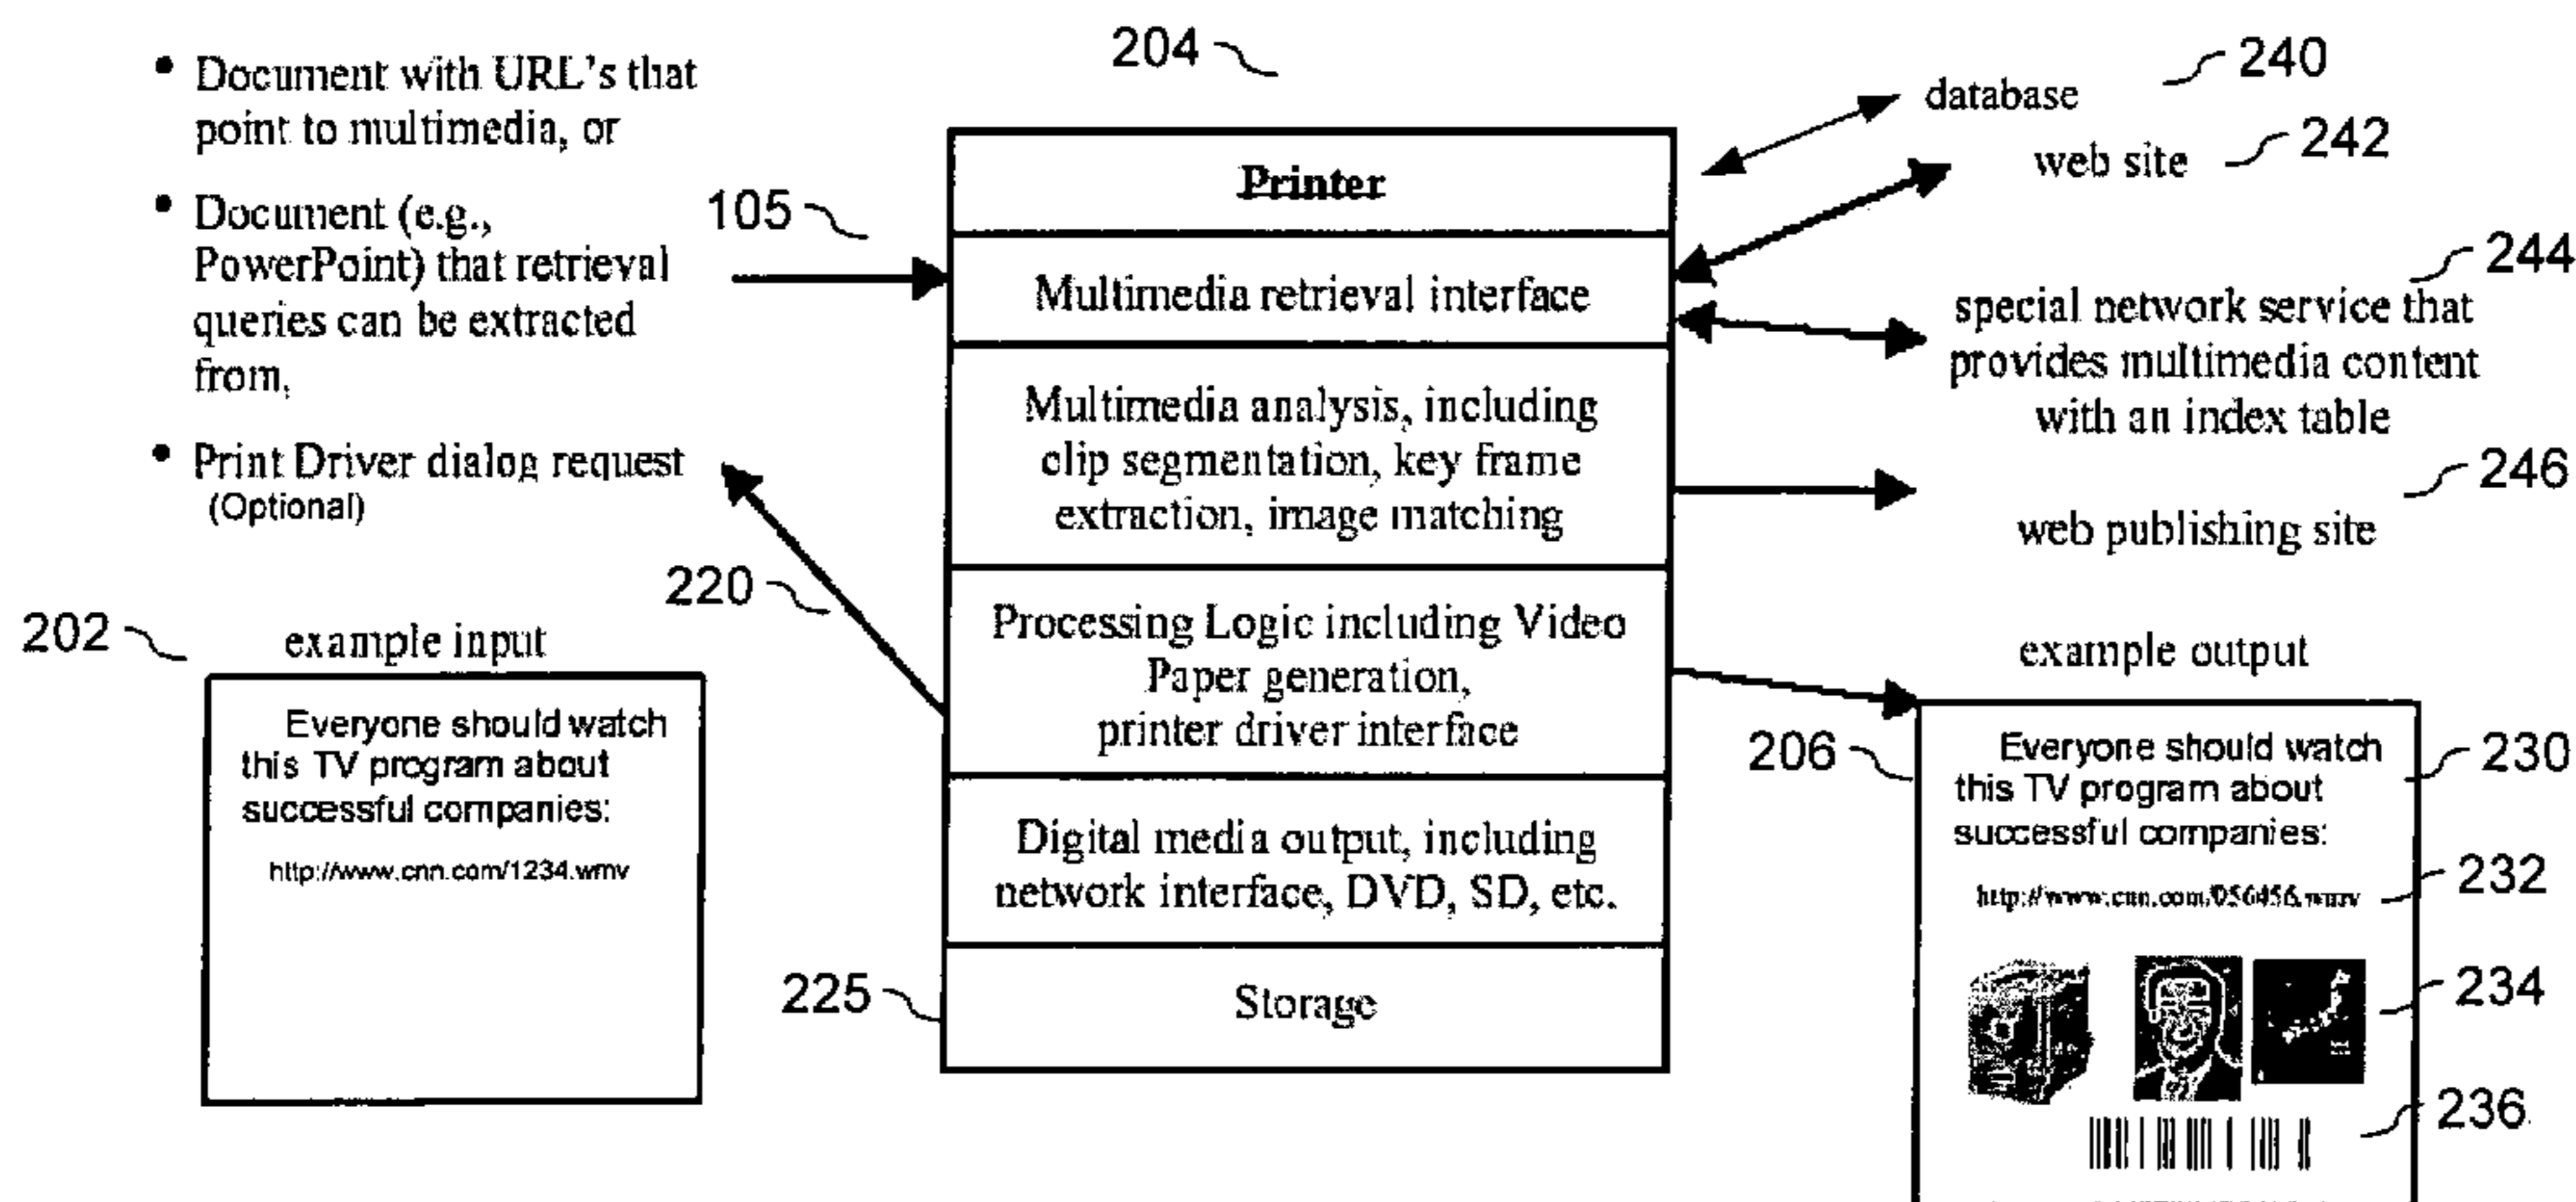 • Document with URL's that
point to multimedia, or
• Document (e.g.,
PowerPoint) that retrieval
queries can be extracted
from,
• Print Driver dialog request
(Optional)
105
220
202
example input
Everyone should watch
this TV program about
successful companies:
http://www.cnn.com/1234.wmv
204
Printer
Multimedia retrieval interface
Multimedia analysis, including
clip segmentation, key frame
extraction, image matching
Processing Logic including Video
Paper generation,
printer driver interface
Digital media output, including
network interface, DVD, SD, etc.
225
Storage
database
240
web site
242
244
special network service that
provides multimedia content
with an index table
246
web publishing site
example output
206
Everyone should watch
this TV program about
successful companies:
230
http://www.cnn.com/056456.wmv
232
234
236